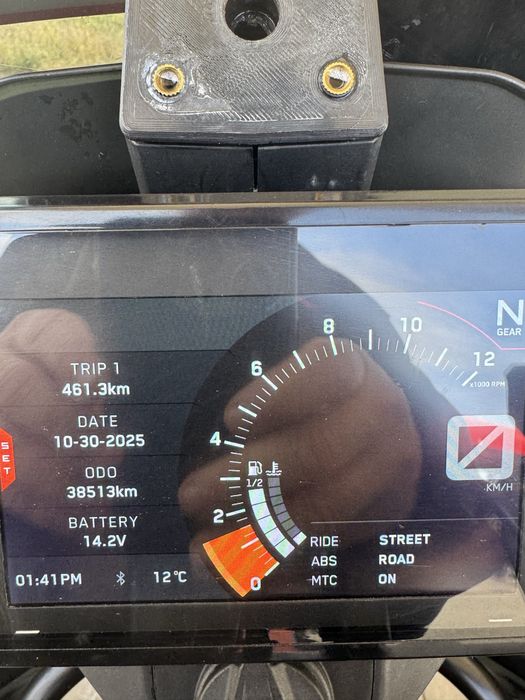 TRIP 1
461.3km
DATE
10-30-2025
ODO
38513km
BATTERY
14.2V
SET
01:41PM
12°C
0
2
4
6
8
10
12
x1000 RPM
1/2
N
GEAR
KM/H
RIDE STREET
ABS ROAD
MTC ON